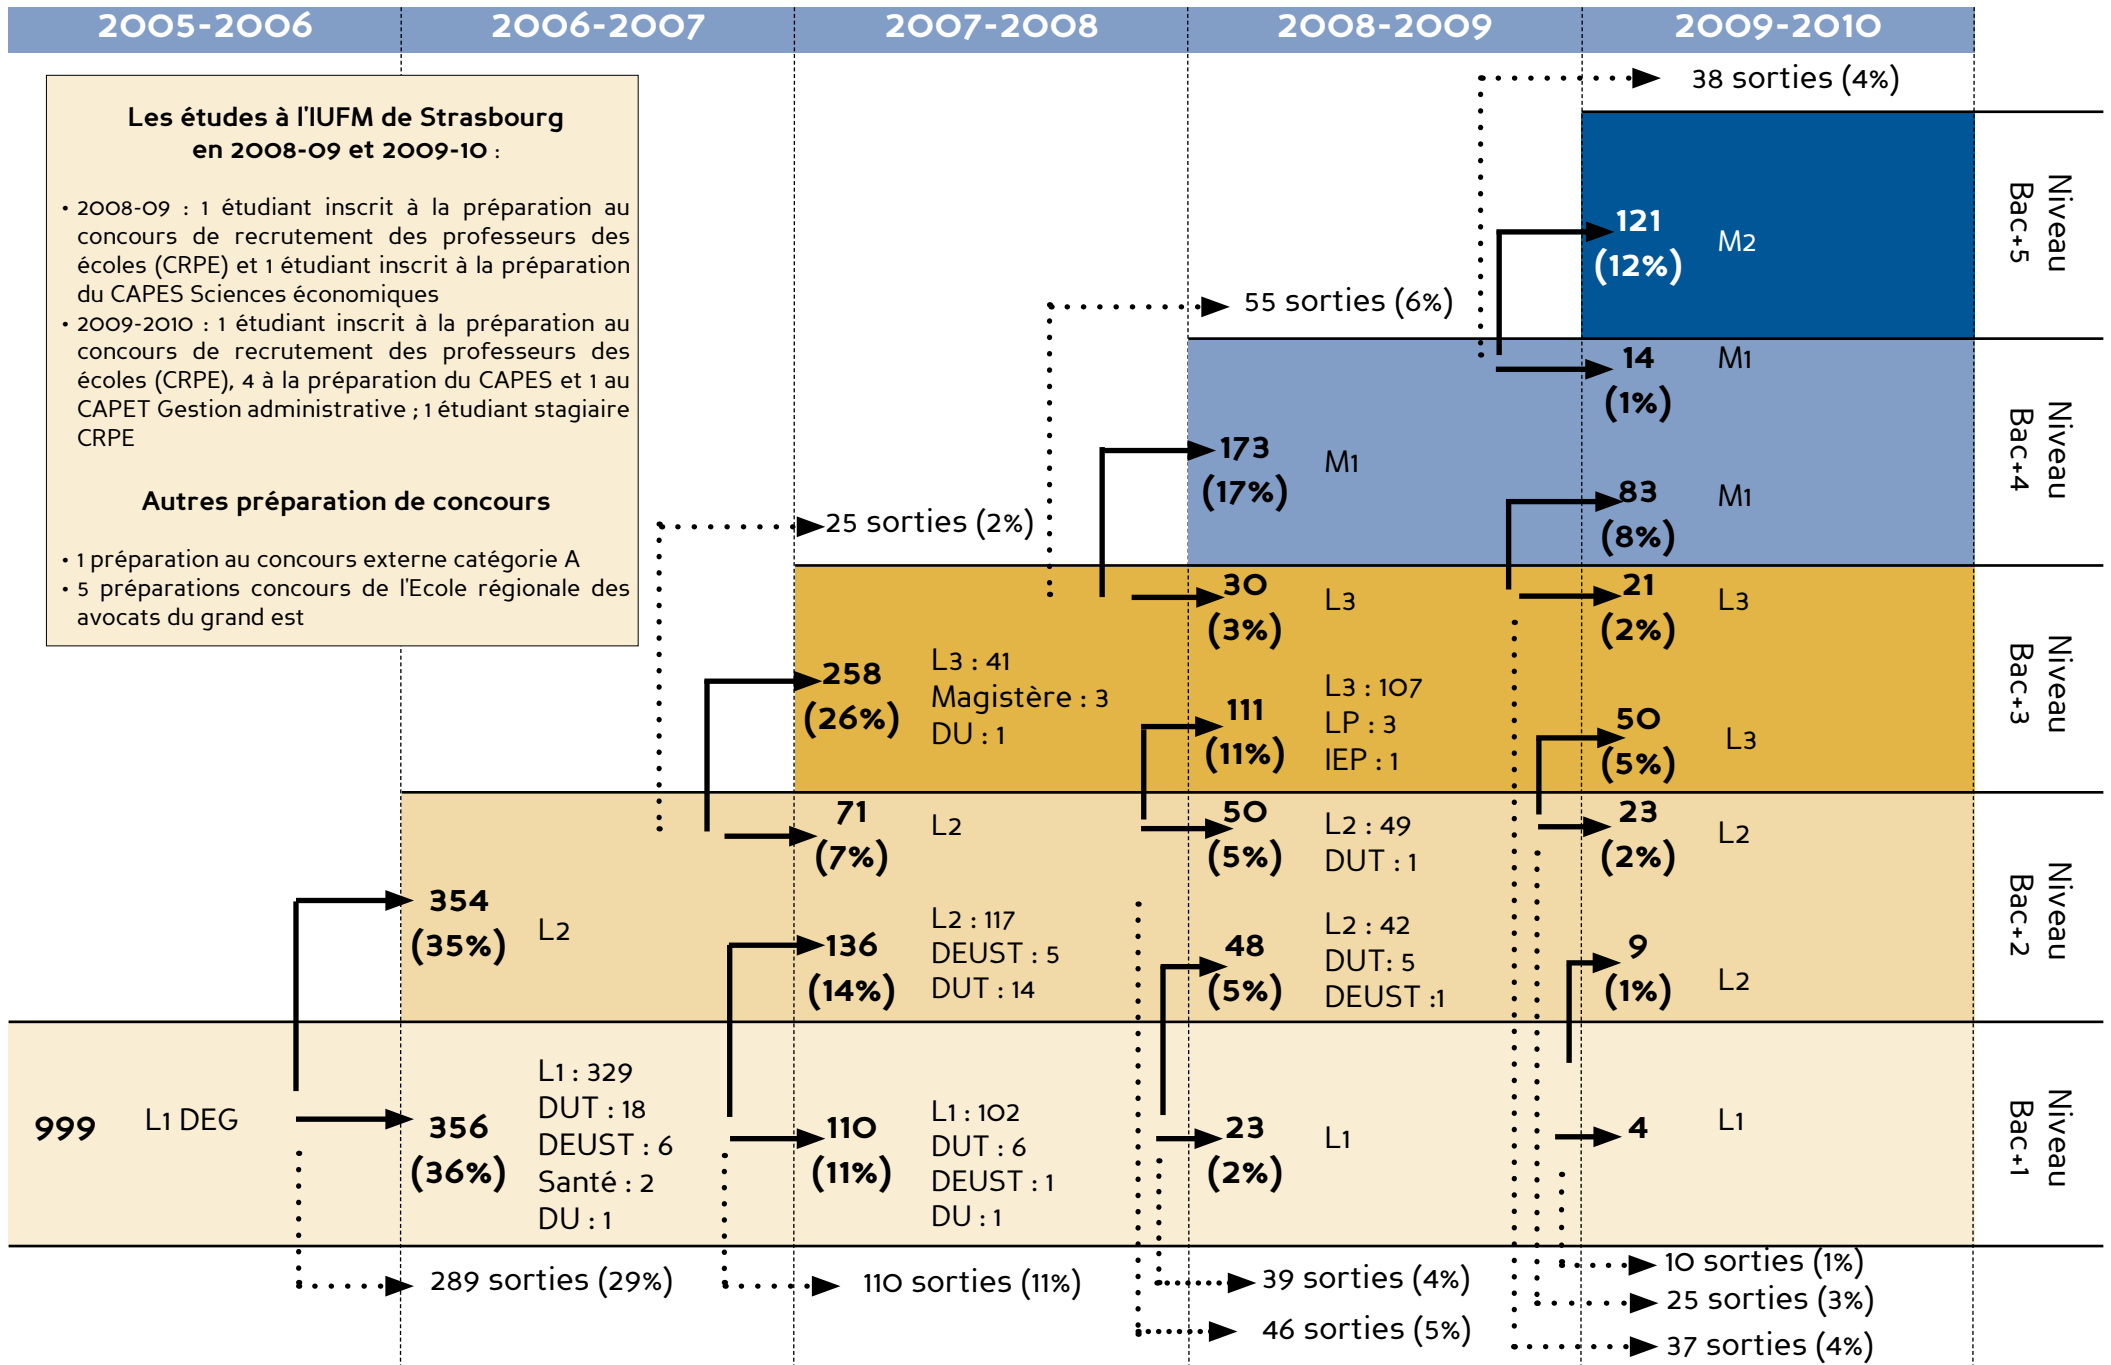 2005-2006
2006-2007
2007-2008
2008-2009
2009-2010
Les études à l'IUFM de Strasbourg
en 2008-09 et 2009-10 :
• 2008-09 : 1 étudiant inscrit à la préparation au
concours de recrutement des professeurs des
écoles (CRPE) et 1 étudiant inscrit à la préparation
du CAPES Sciences économiques
• 2009-2010 : 1 étudiant inscrit à la préparation au
concours de recrutement des professeurs des
écoles (CRPE), 4 à la préparation du CAPES et 1 au
CAPET Gestion administrative ; 1 étudiant stagiaire
CRPE
Autres préparation de concours
• 1 préparation au concours externe catégorie A
• 5 préparations concours de l'Ecole régionale des
avocats du grand est
38 sorties (4%)
121
(12%)
M2
Niveau
Bac+5
55 sorties (6%)
14
(1%)
M1
173
(17%)
M1
83
(8%)
M1
Niveau
Bac+4
25 sorties (2%)
258
(26%)
L3 : 41
Magistère : 3
DU : 1
30
(3%)
L3
111
(11%)
L3 : 107
LP : 3
IEP : 1
21
(2%)
L3
50
(5%)
L3
Niveau
Bac+3
354
(35%)
L2
71
(7%)
L2
136
(14%)
L2 : 117
DEUST : 5
DUT : 14
50
(5%)
L2 : 49
DUT : 1
48
(5%)
L2 : 42
DUT: 5
DEUST :1
23
(2%)
L2
9
(1%)
L2
Niveau
Bac+2
999
L1 DEG
356
(36%)
L1 : 329
DUT : 18
DEUST : 6
Santé : 2
DU : 1
110
(11%)
L1 : 102
DUT : 6
DEUST : 1
DU : 1
23
(2%)
L1
4
L1
Niveau
Bac+1
289 sorties (29%)
110 sorties (11%)
39 sorties (4%)
46 sorties (5%)
10 sorties (1%)
25 sorties (3%)
37 sorties (4%)